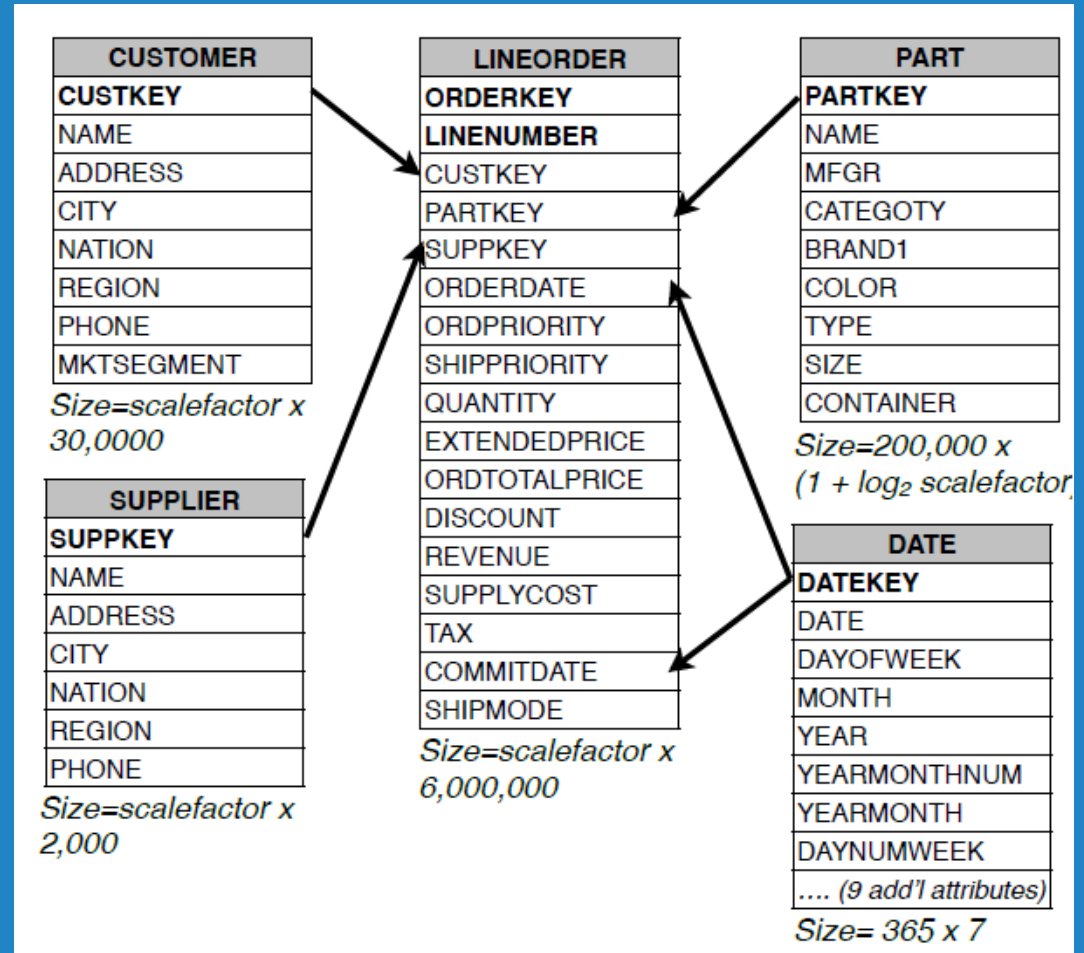 CUSTOMER
CUSTKEY
NAME
ADDRESS
CITY
NATION
REGION
PHONE
MKTSEGMENT
Size=scalefactor x
30,0000
SUPPLIER
SUPPKEY
NAME
ADDRESS
CITY
NATION
REGION
PHONE
Size=scalefactor x
2,000
LINEORDER
ORDERKEY
LINENUMBER
CUSTKEY
PARTKEY
SUPPKEY
ORDERDATE
ORDPRIORITY
SHIPPRIORITY
QUANTITY
EXTENDEDPRICE
ORDTOTALPRICE
DISCOUNT
REVENUE
SUPPLYCOST
TAX
COMMITDATE
SHIPMODE
Size=scalefactor x
6,000,000
PART
PARTKEY
NAME
MFGR
CATEGOTY
BRAND1
COLOR
TYPE
SIZE
CONTAINER
Size=200,000 x
(1 + log₂ scalefactor)
DATE
DATEKEY
DATE
DAYOFWEEK
MONTH
YEAR
YEARMONTHNUM
YEARMONTH
DAYNUMWEEK
.... (9 add'l attributes)
Size= 365 x 7